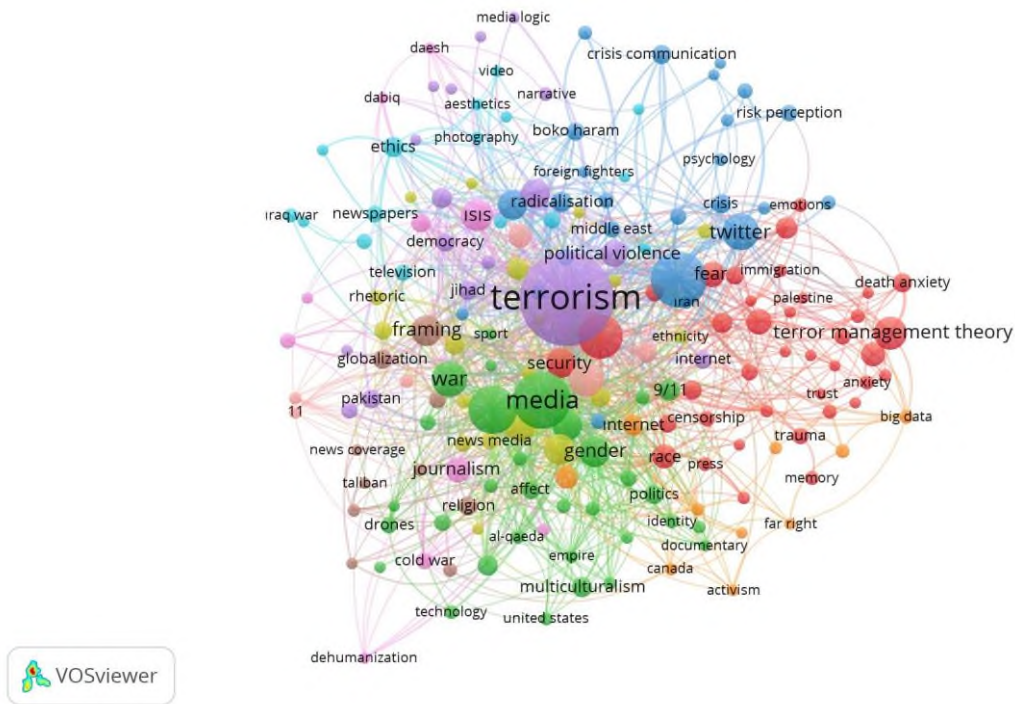 media logic
daesh
crisis communication
video
dabiq
narrative
aesthetics
risk perception
boko haram
photography
ethics
psychology
foreign fighters
radicalisation
crisis
emotions
iraq war
newspapers
isis
middle east
twitter
democracy
political violence
television
fear
immigration
death anxiety
jihad
terrorism
iran
palestine
rhetoric
framing
sport
ethnicity
terror management theory
globalization
security
internet
war
anxiety
pakistan
media
9/11
trust
11
censorship
big data
internet
news media
trauma
news coverage
gender
journalism
race
press
memory
taliban
affect
politics
religion
drones
identity
far right
al-qaeda
documentary
cold war
empire
canada
multiculturalism
activism
technology
united states
dehumanization
VOSviewer